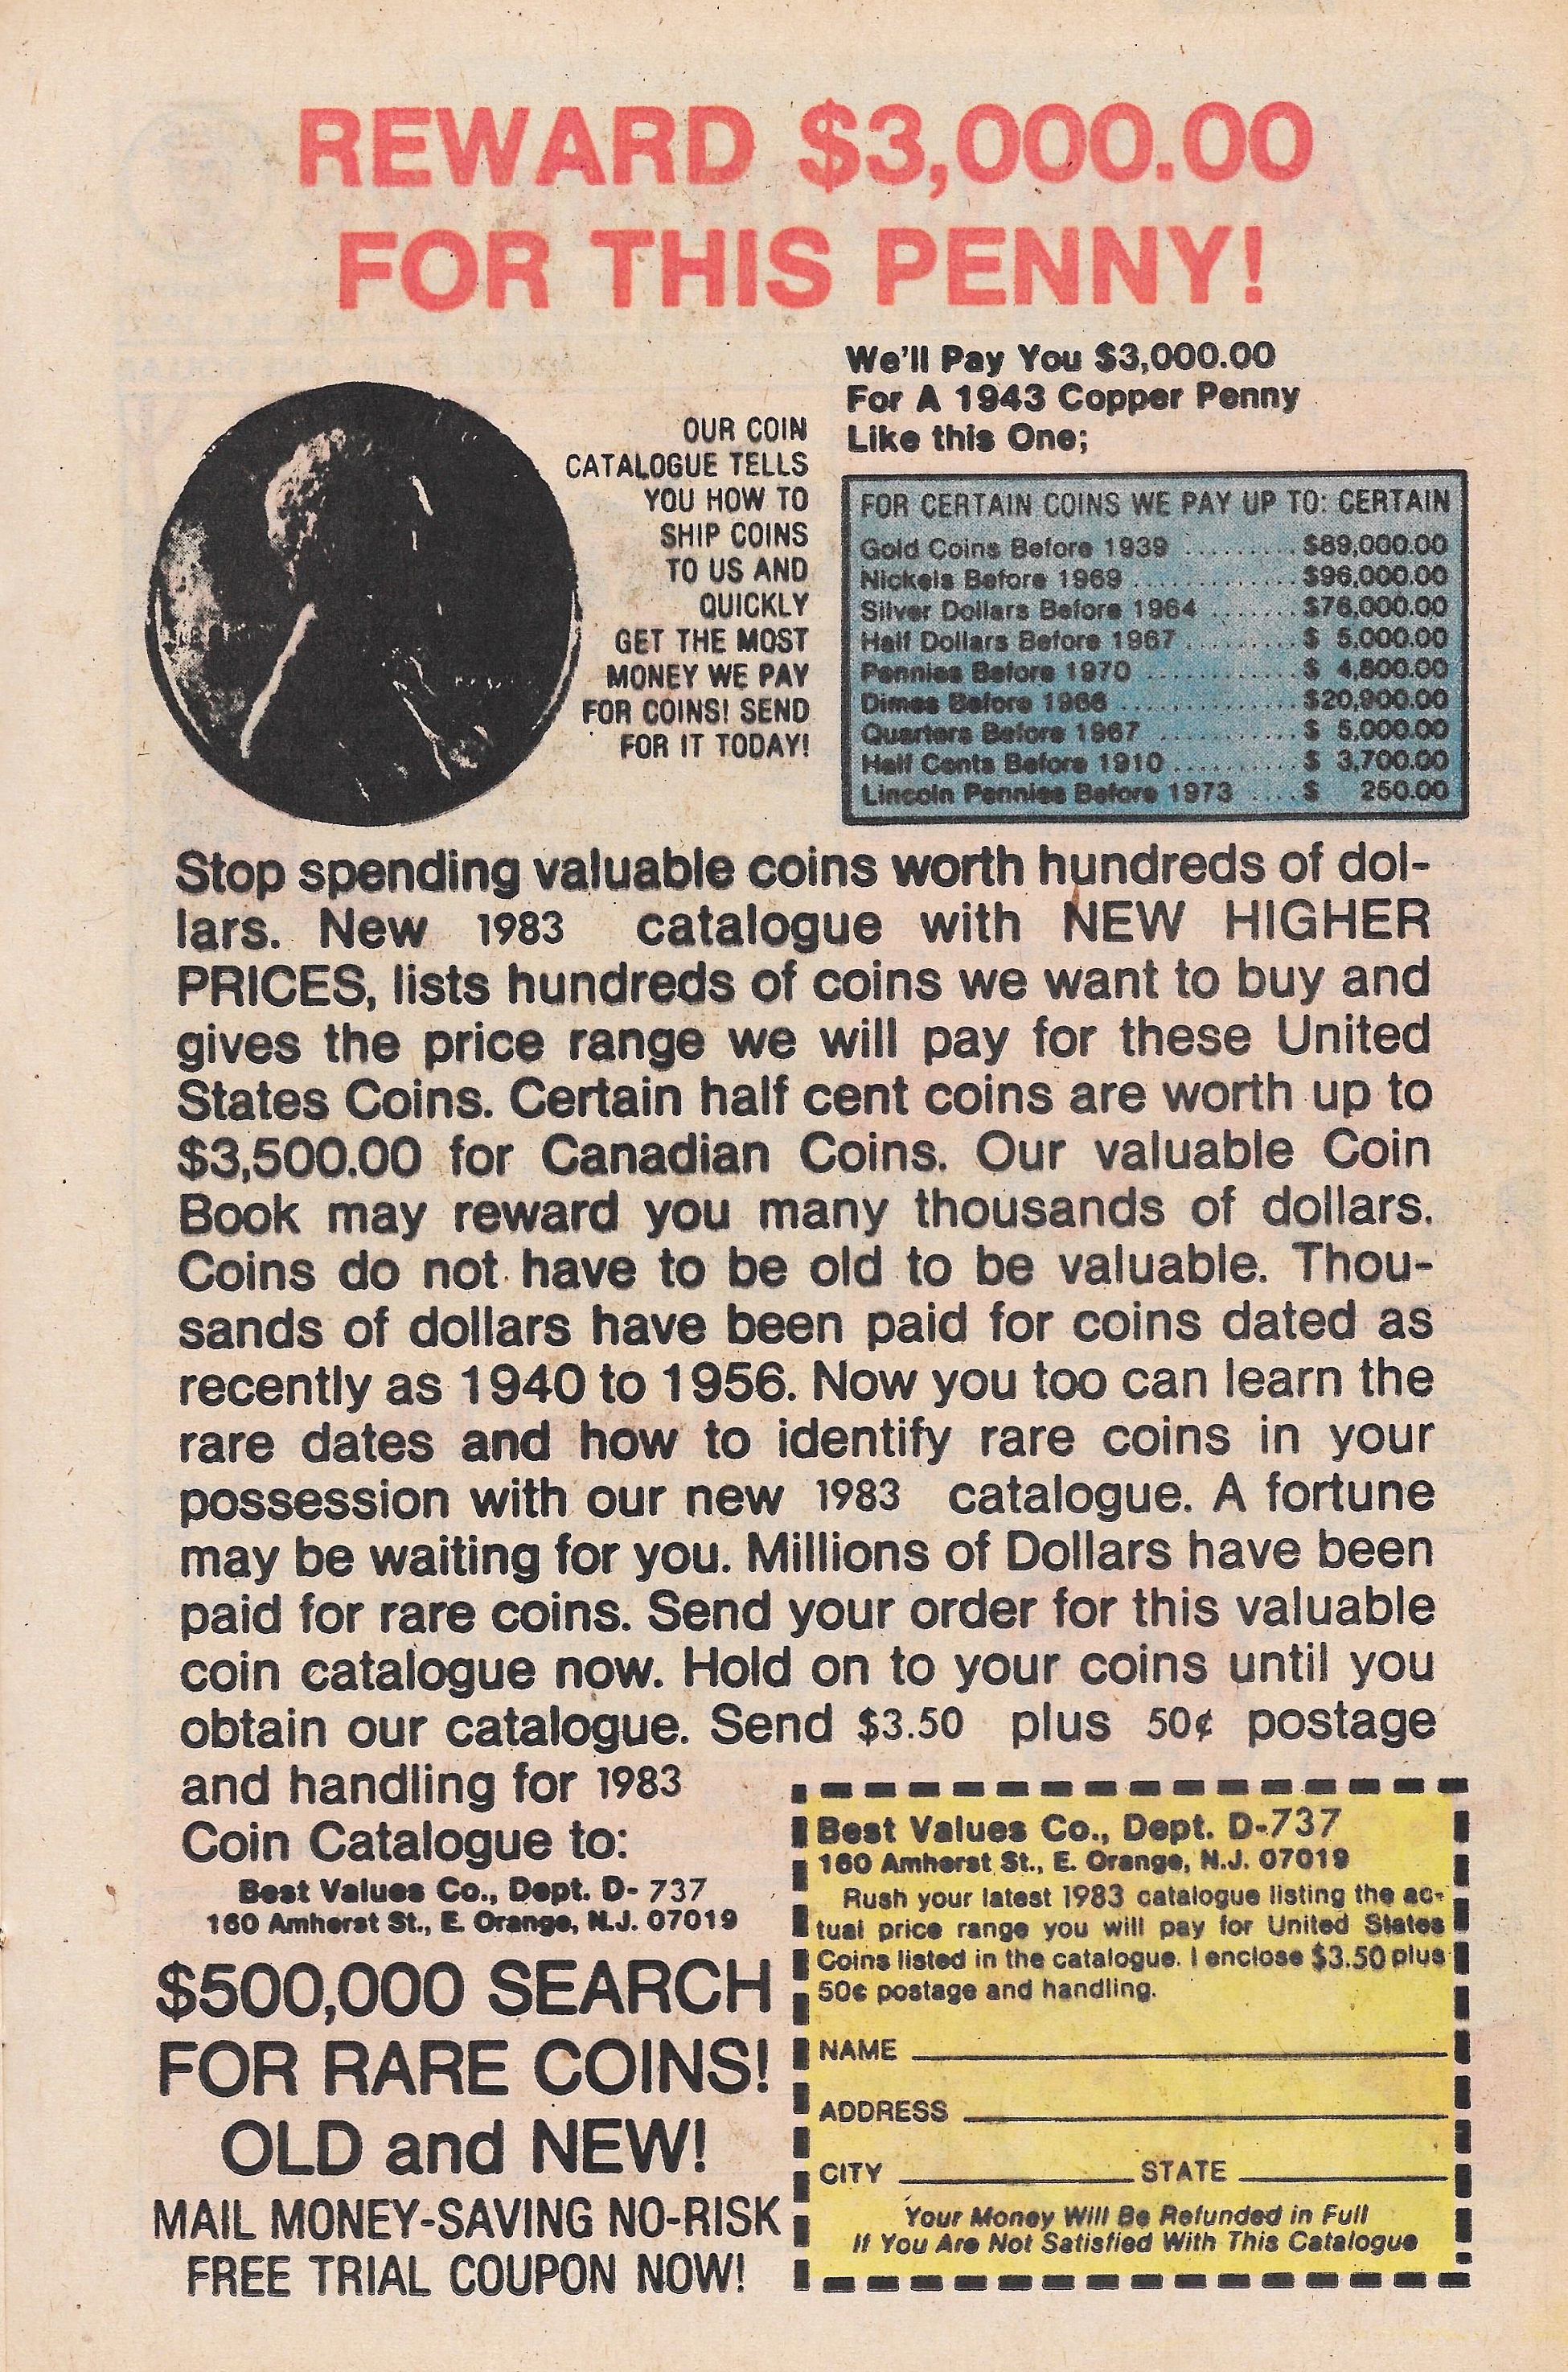 REWARD $3,000.00
FOR THIS PENNY!
We'll Pay You $3,000.00
For A 1943 Copper Penny
Like this One;
OUR COIN
CATALOGUE TELLS
YOU HOW TO
SHIP COINS
TO US AND
QUICKLY
GET THE MOST
MONEY WE PAY
FOR COINS! SEND
FOR IT TODAY!
FOR CERTAIN COINS WE PAY UP TO: CERTAIN
Gold Coins Before 1939 ......... $89,000.00
Nickels Before 1969 ............. $96,000.00
Silver Dollars Before 1964 ....... $76,000.00
Half Dollars Before 1967 .......... $ 5,000.00
Pennies Before 1970 ............ $ 4,800.00
Dimes Before 1966 .............. $20,900.00
Quarters Before 1967 ........... $ 5,000.00
Half Cents Before 1910 .......... $ 3,700.00
Lincoln Pennies Before 1973 .... $ 250.00
Stop spending valuable coins worth hundreds of dol-
lars. New 1983 catalogue with NEW HIGHER
PRICES, lists hundreds of coins we want to buy and
gives the price range we will pay for these United
States Coins. Certain half cent coins are worth up to
$3,500.00 for Canadian Coins. Our valuable Coin
Book may reward you many thousands of dollars.
Coins do not have to be old to be valuable. Thou-
sands of dollars have been paid for coins dated as
recently as 1940 to 1956. Now you too can learn the
rare dates and how to identify rare coins in your
possession with our new 1983 catalogue. A fortune
may be waiting for you. Millions of Dollars have been
paid for rare coins. Send your order for this valuable
coin catalogue now. Hold on to your coins until you
obtain our catalogue. Send $3.50 plus 50¢ postage
and handling for 1983
Coin Catalogue to:
Best Values Co., Dept. D- 737
160 Amherst St., E. Orange, N.J. 07019
$500,000 SEARCH
FOR RARE COINS!
OLD and NEW!
MAIL MONEY-SAVING NO-RISK
FREE TRIAL COUPON NOW!
Best Values Co., Dept. D-737
160 Amherst St., E. Orange, N.J. 07019
Rush your latest 1983 catalogue listing the ac-
tual price range you will pay for United States
Coins listed in the catalogue. I enclose $3.50 plus
50¢ postage and handling.
NAME
ADDRESS
CITY STATE
Your Money Will Be Refunded in Full
If You Are Not Satisfied With This Catalogue